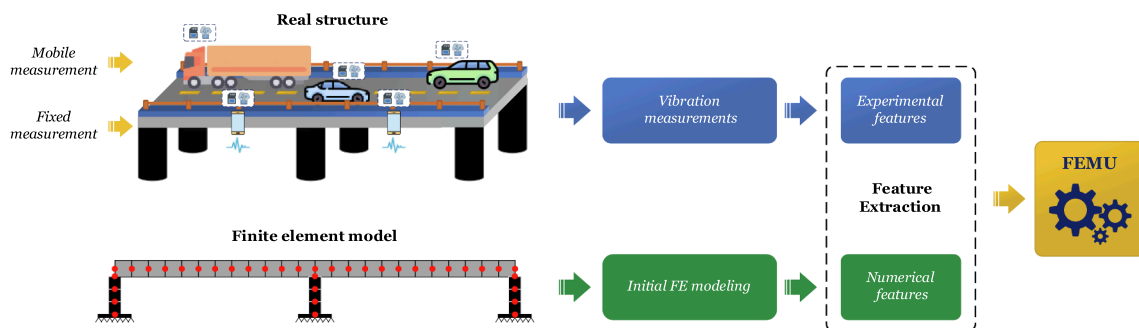 Real structure
Mobile
measurement
Fixed
measurement
Vibration
measurements
Experimental
features
Feature
Extraction
FEMU
Finite element model
Initial FE modeling
Numerical
features